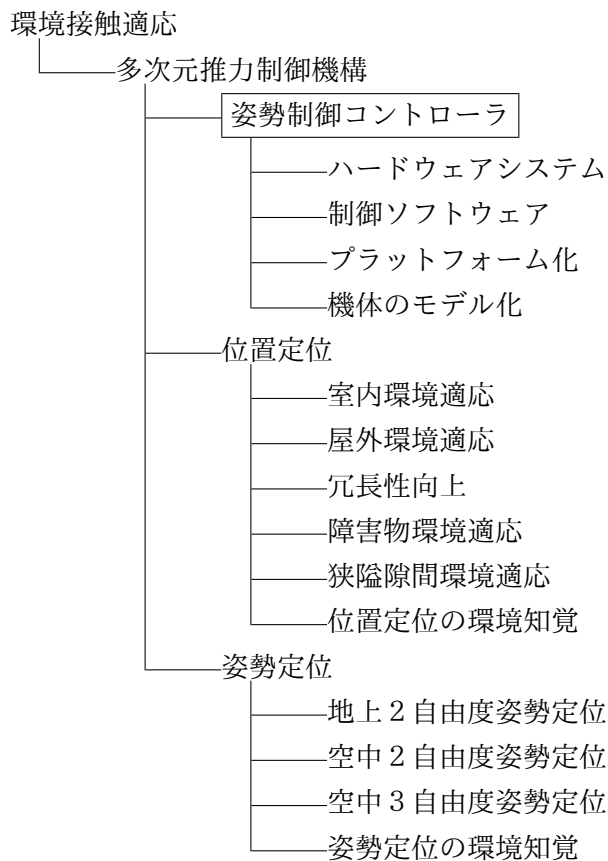 環境接触適応
多次元推力制御機構
姿勢制御コントローラ
ハードウェアシステム
制御ソフトウェア
プラットフォーム化
機体のモデル化
位置定位
室内環境適応
屋外環境適応
冗長性向上
障害物環境適応
狭隘隙間環境適応
位置定位の環境知覚
姿勢定位
地上２自由度姿勢定位
空中２自由度姿勢定位
空中３自由度姿勢定位
姿勢定位の環境知覚